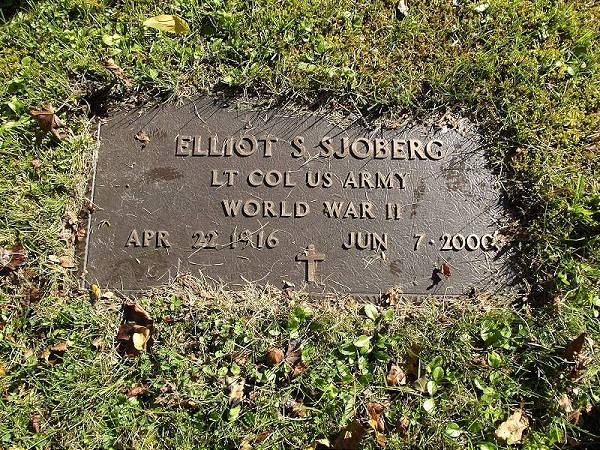 ELLIOT S SJOBERG
LT COL US ARMY
WORLD WAR II
APR 22 1916 JUN 7 2000